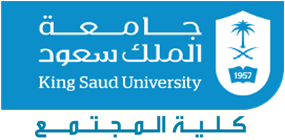 جامعة
الملك سعود
King Saud University
1957
كلية المجتمع